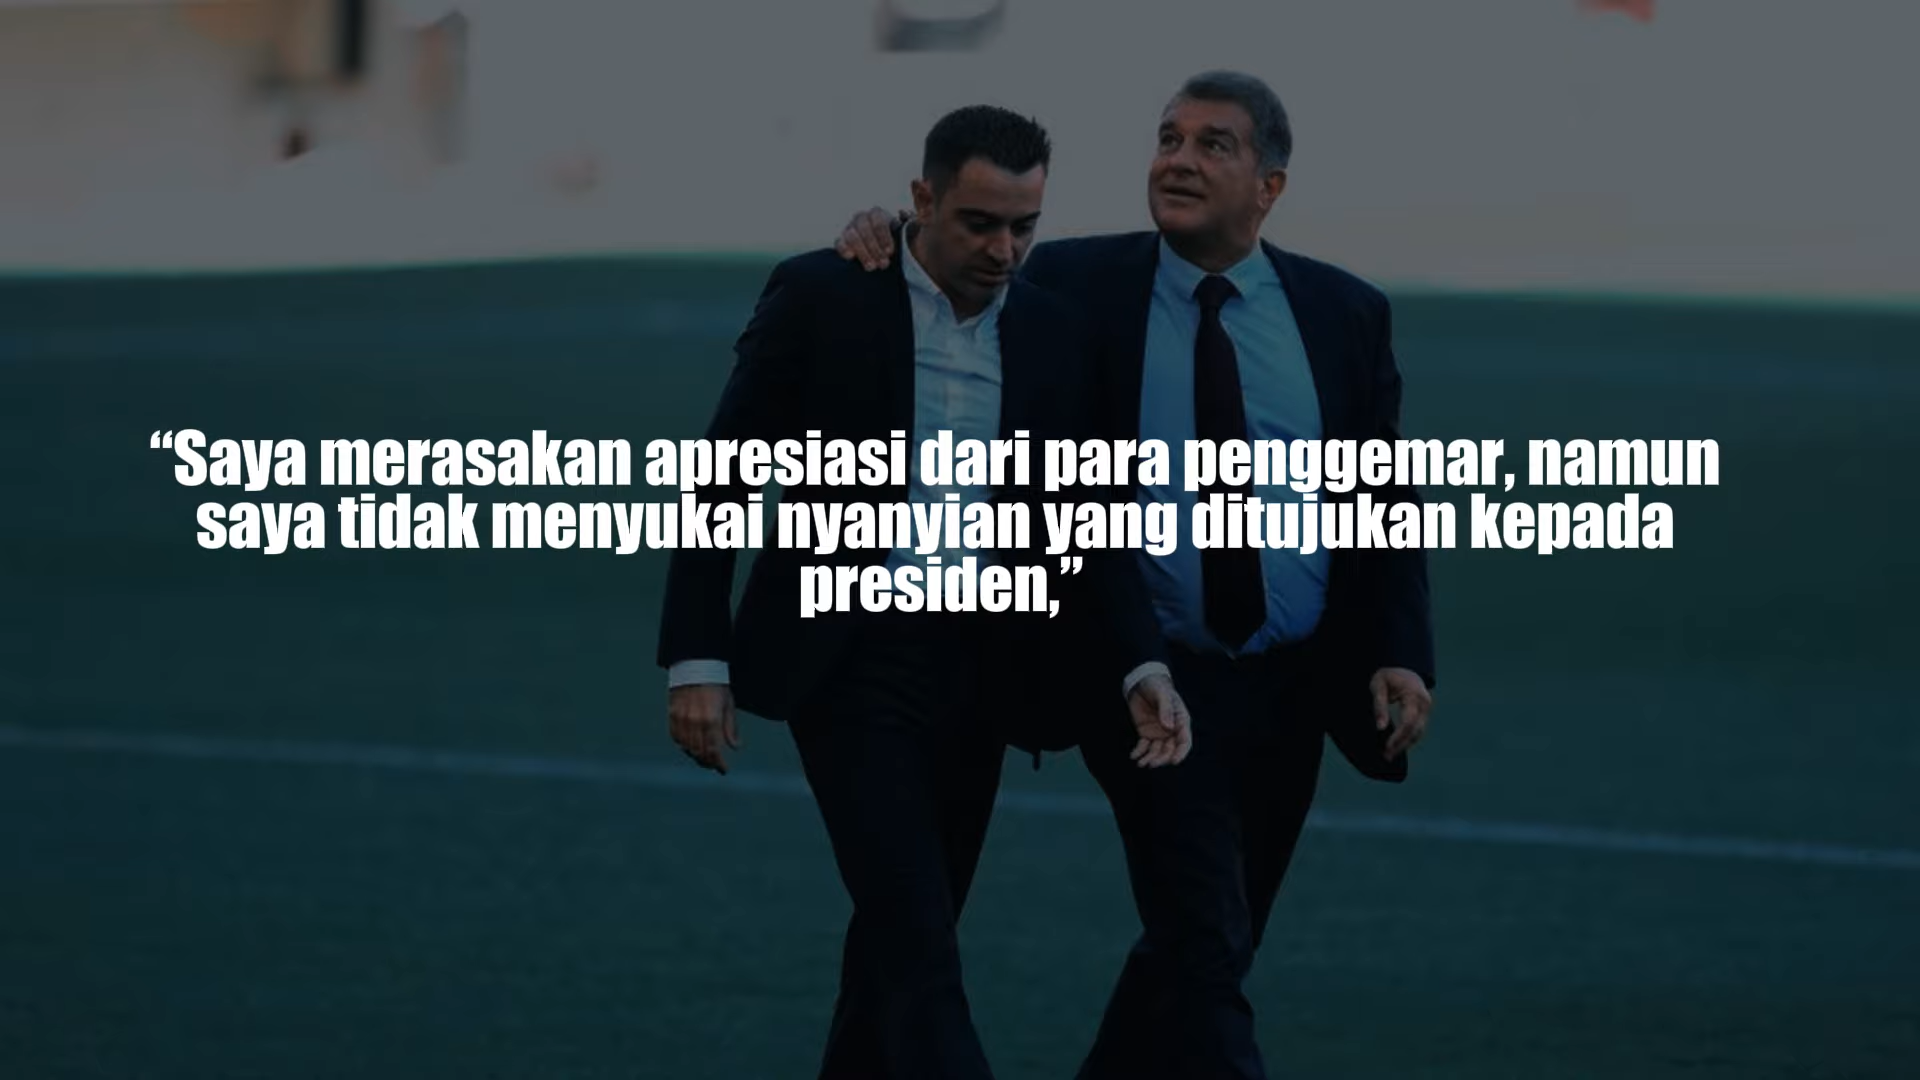 “Saya merasakan apresiasi dari para penggemar, namun
saya tidak menyukai nyanyian yang ditujukan kepada
presiden,”